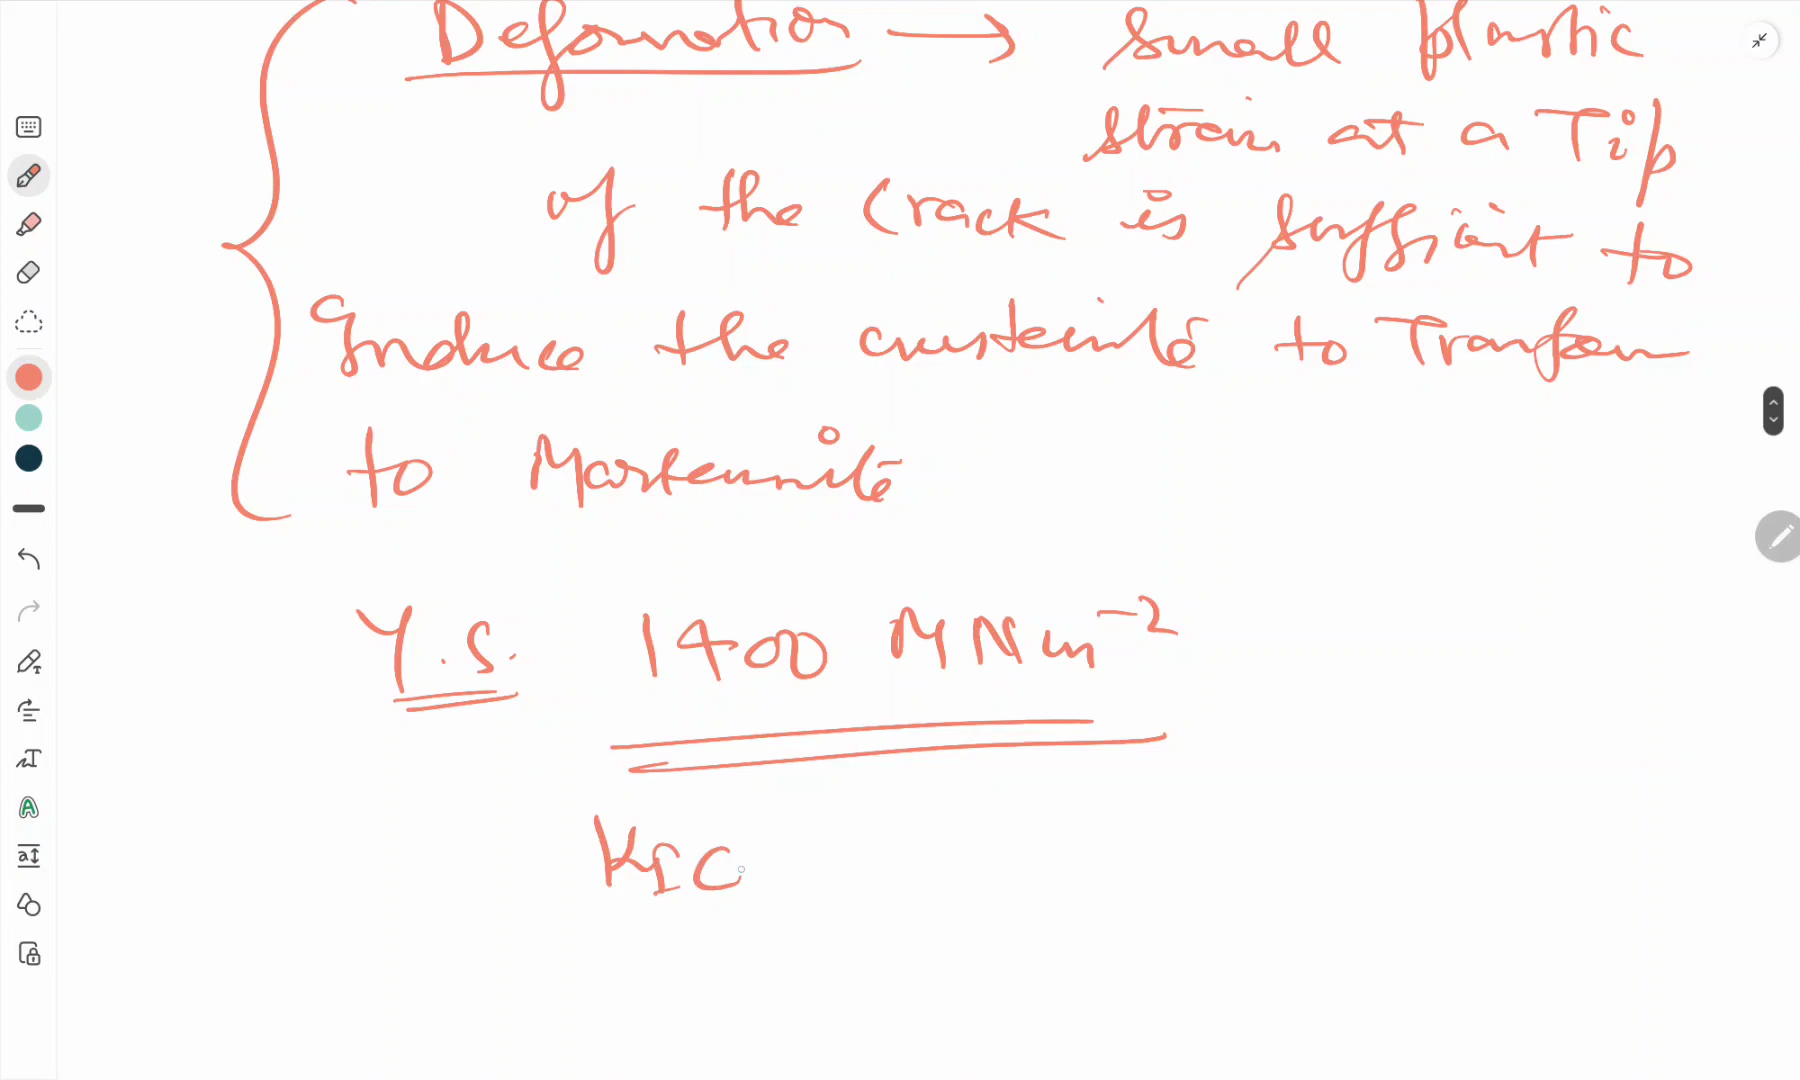 Deformation → Small plastic
strain at a Tip
of the Crack is sufficient to
Induce the austenite to Transform
to Martensite
Y.S. 1400 MNm⁻²
KIC